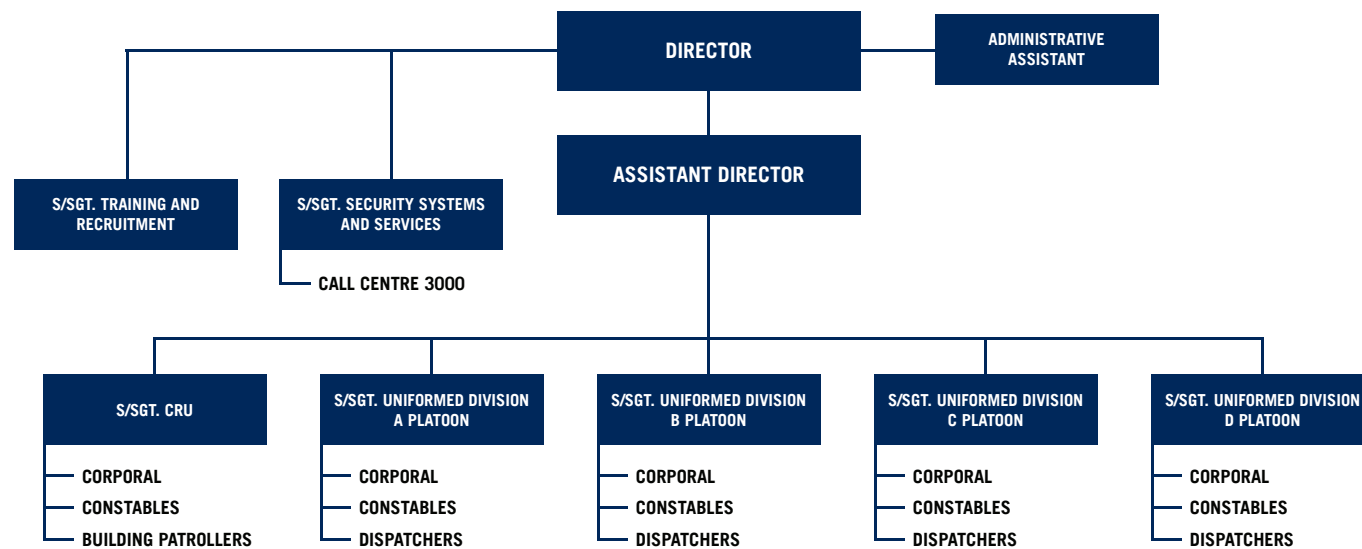 DIRECTOR
ADMINISTRATIVE
ASSISTANT
ASSISTANT DIRECTOR
S/SGT. TRAINING AND
RECRUITMENT
S/SGT. SECURITY SYSTEMS
AND SERVICES
CALL CENTRE 3000
S/SGT. CRU
CORPORAL
CONSTABLES
BUILDING PATROLLERS
S/SGT. UNIFORMED DIVISION
A PLATOON
CORPORAL
CONSTABLES
DISPATCHERS
S/SGT. UNIFORMED DIVISION
B PLATOON
CORPORAL
CONSTABLES
DISPATCHERS
S/SGT. UNIFORMED DIVISION
C PLATOON
CORPORAL
CONSTABLES
DISPATCHERS
S/SGT. UNIFORMED DIVISION
D PLATOON
CORPORAL
CONSTABLES
DISPATCHERS